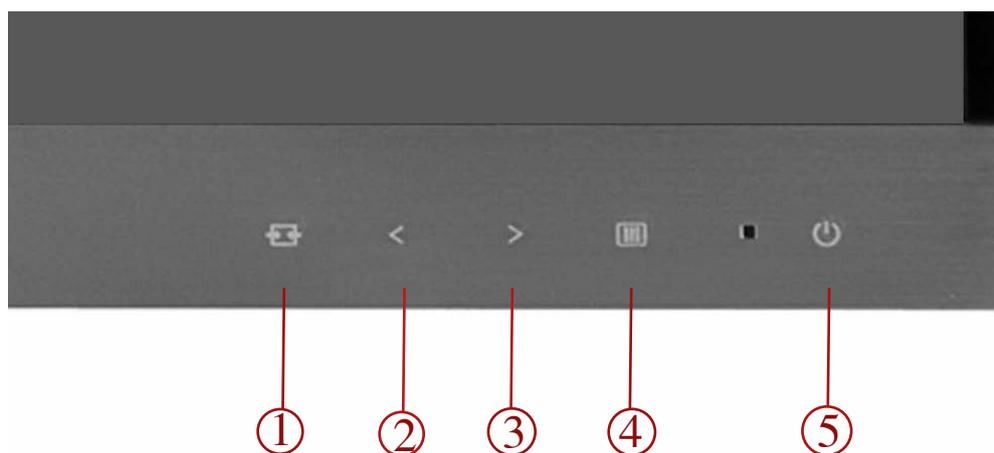 < >
① ② ③ ④ ⑤